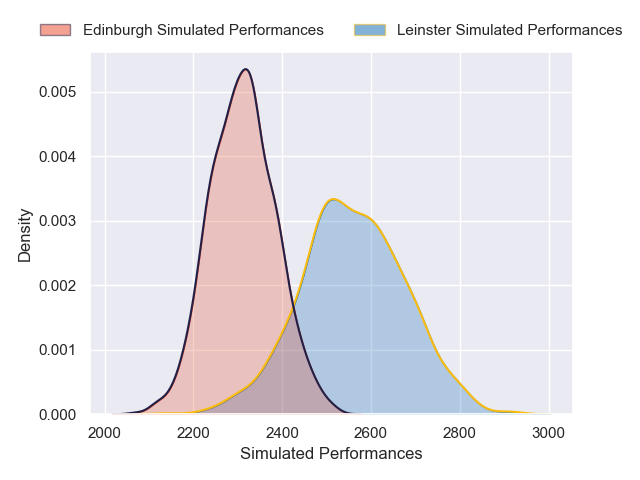 Edinburgh Simulated Performances Leinster Simulated Performances
0.005
0.004
0.003
0.002
0.001
0.000
Density
2000 2200 2400 2600 2800 3000
Simulated Performances